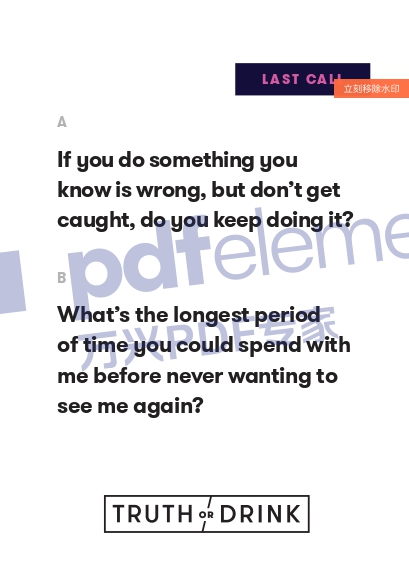 LAST CALL
立刻移除水印
A
If you do something you
know is wrong, but don't get
caught, do you keep doing it?
pdfeleme
B
What's the longest period
of time you could spend with
me before never wanting to
see me again?
万兴PDF专家
TRUTH OR DRINK